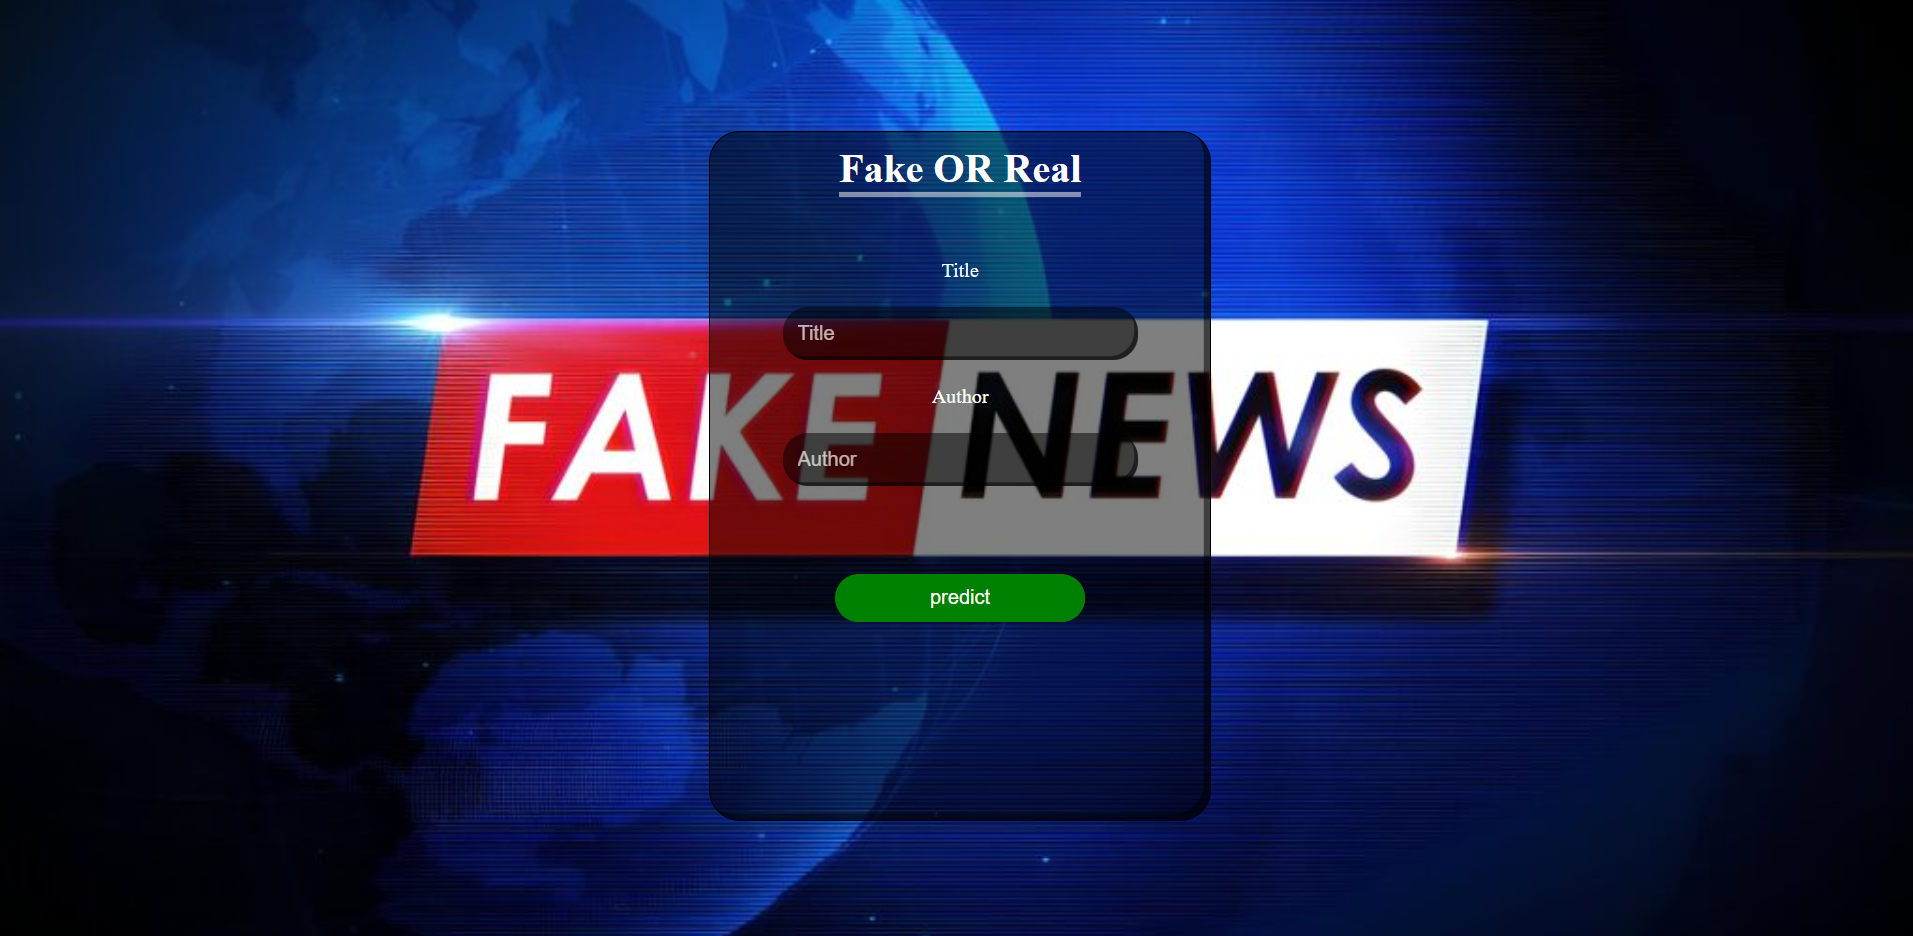 Fake OR Real
Title
Title
FAKE NEWS
Author
Author
predict